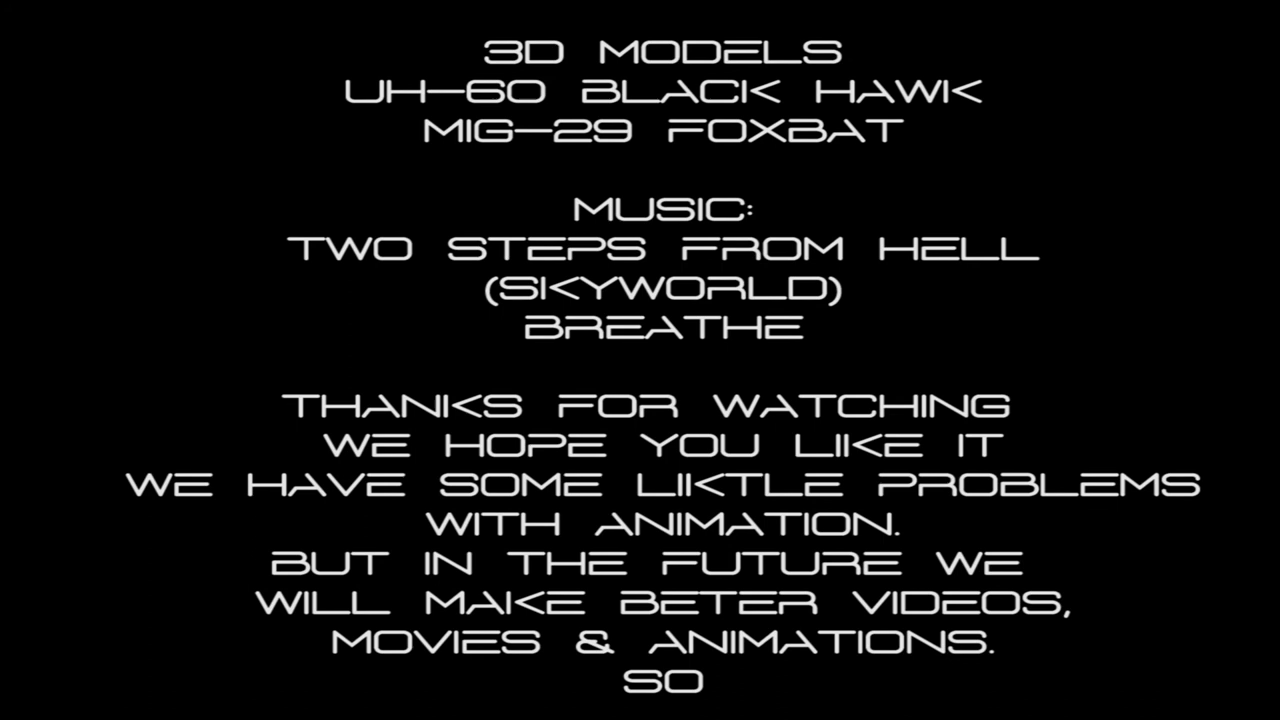 3D MODELS
UH-60 BLACK HAWK
MIG-29 FOXBAT
MUSIC:
TWO STEPS FROM HELL
(SKYWORLD)
BREATHE
THANKS FOR WATCHING
WE HOPE YOU LIKE IT
WE HAVE SOME LIKTLE PROBLEMS
WITH ANIMATION.
BUT IN THE FUTURE WE
WILL MAKE BETER VIDEOS,
MOVIES & ANIMATIONS.
SO